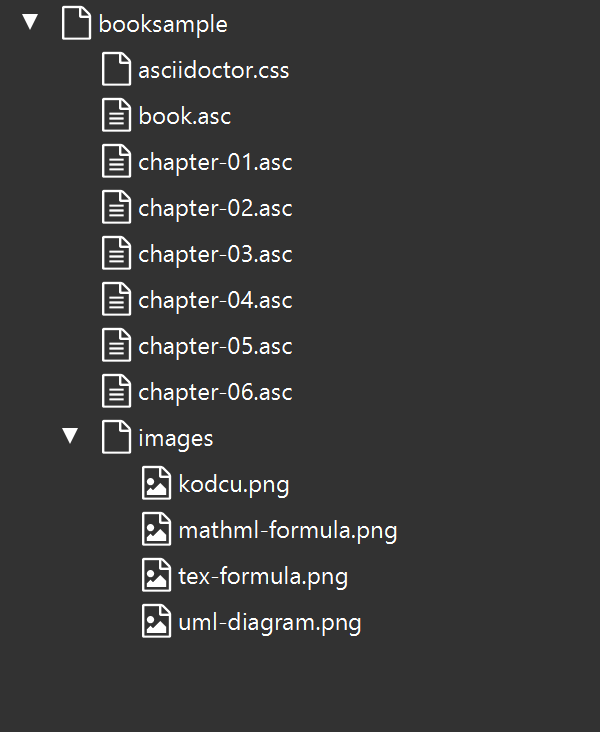 booksample
asciidoctor.css
book.asc
chapter-01.asc
chapter-02.asc
chapter-03.asc
chapter-04.asc
chapter-05.asc
chapter-06.asc
images
kodcu.png
mathml-formula.png
tex-formula.png
uml-diagram.png